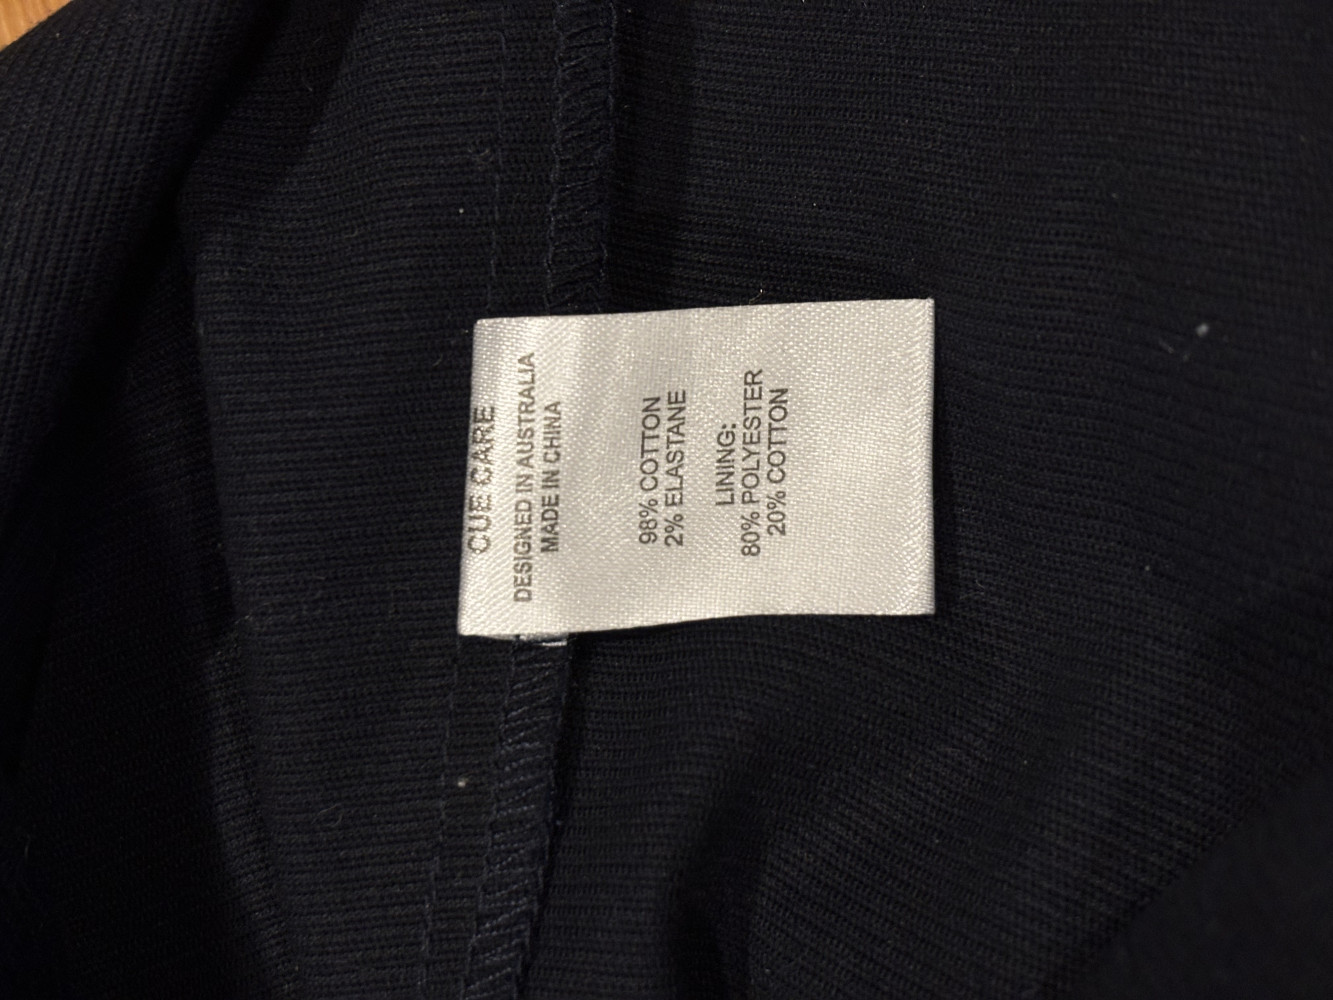 CUE CARE
DESIGNED IN AUSTRALIA
MADE IN CHINA
98% COTTON
2% ELASTANE
LINING:
80% POLYESTER
20% COTTON